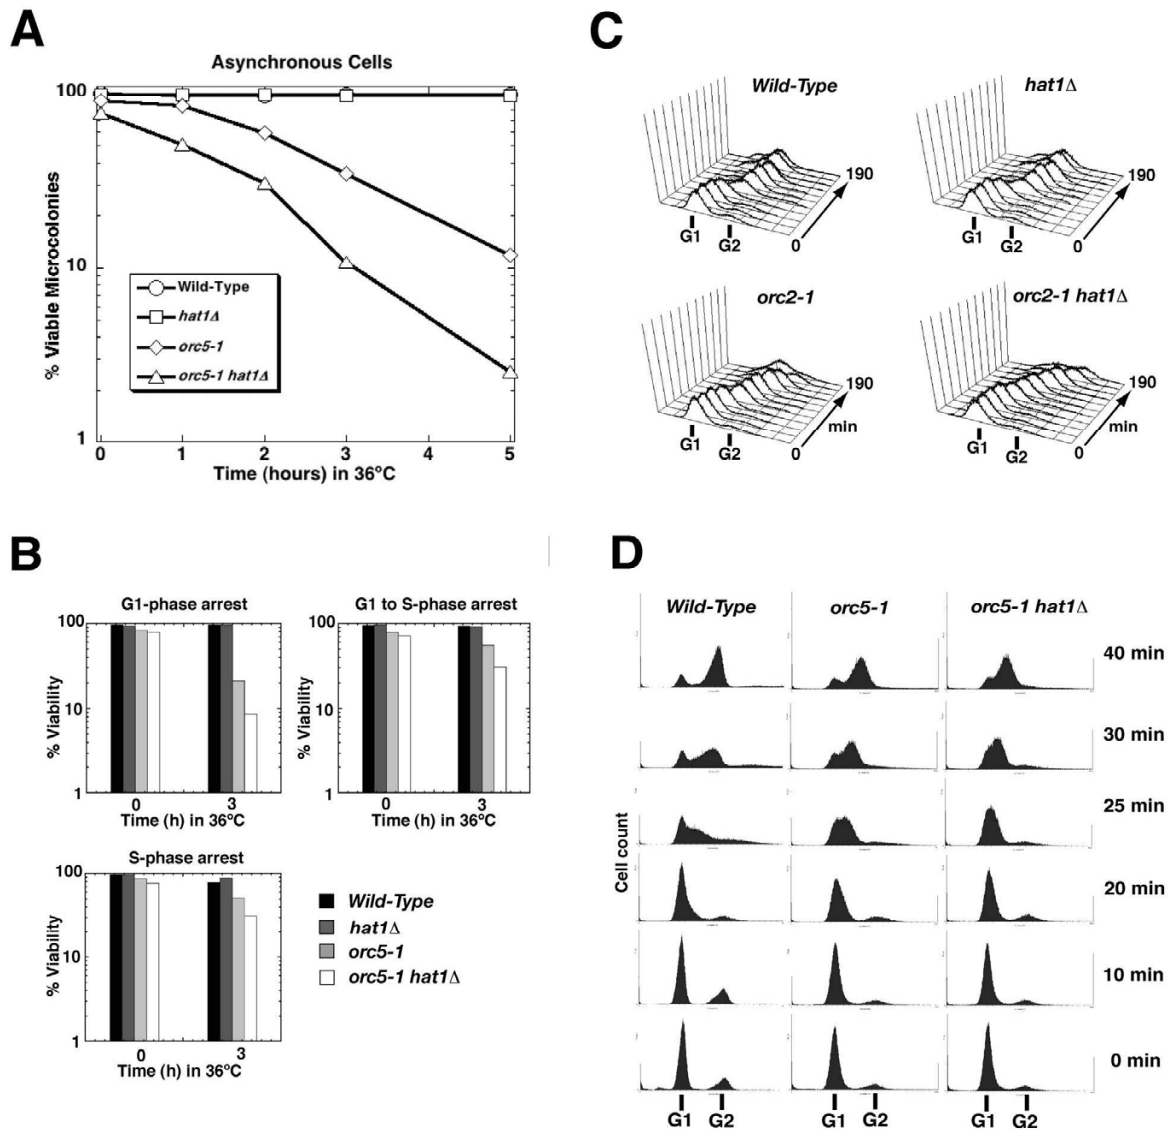 A
Asynchronous Cells
100
10
1
% Viable Microcolonies
Wild-Type
hat1Δ
orc5-1
orc5-1 hat1Δ
0 1 2 3 4 5
Time (hours) in 36°C
B
G1-phase arrest
100
10
1
% Viability
0 3
Time (h) in 36°C
G1 to S-phase arrest
100
10
1
% Viability
0 3
Time (h) in 36°C
S-phase arrest
100
10
1
% Viability
0 3
Time (h) in 36°C
Wild-Type
hat1Δ
orc5-1
orc5-1 hat1Δ
C
Wild-Type
190
0
G1 G2
hat1Δ
190
0
G1 G2
orc2-1
190
min
0
G1 G2
orc2-1 hat1Δ
190
min
0
G1 G2
D
Wild-Type orc5-1 orc5-1 hat1Δ
Cell count
40 min
30 min
25 min
20 min
10 min
0 min
G1 G2 G1 G2 G1 G2